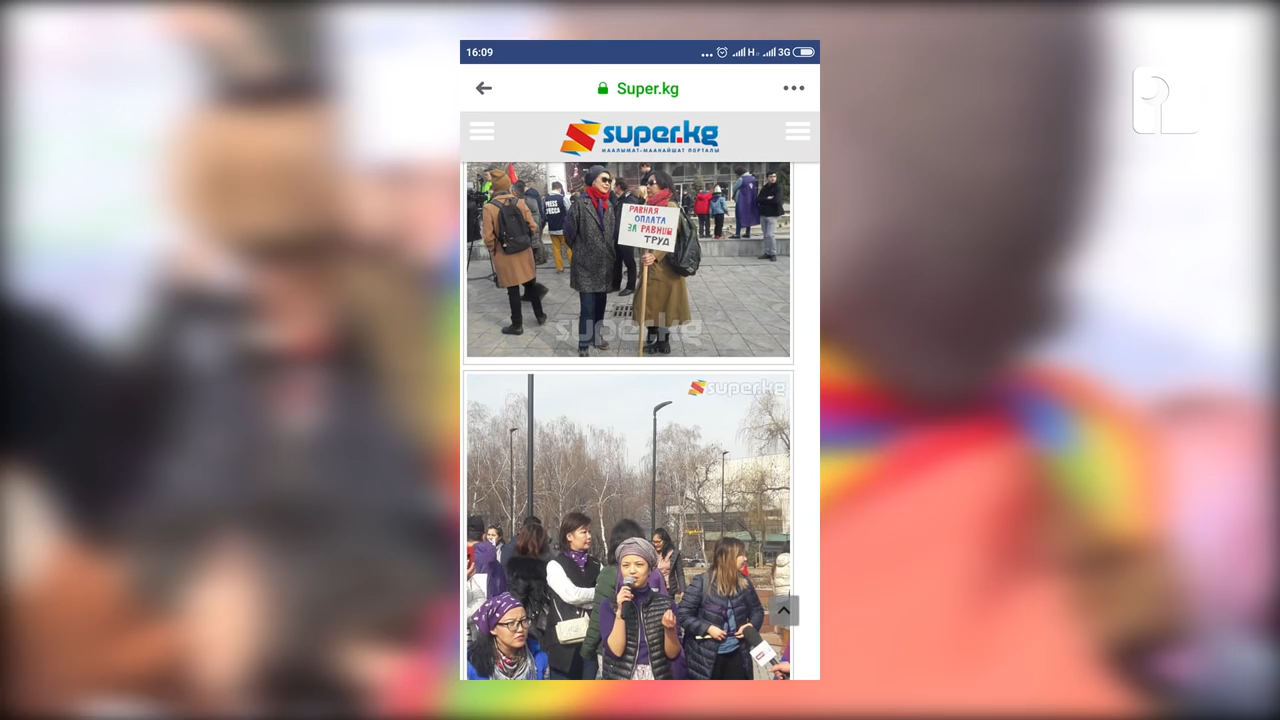 16:09
H
3G
Super.kg
super.kg
МААЛЫМАТ-МААНАЙШАТ ПОРТАЛЫ
PRESS
РАВНАЯ
ОПЛАТА
ЗА РАВНЫЙ
ТРУД
super.kg
super.kg